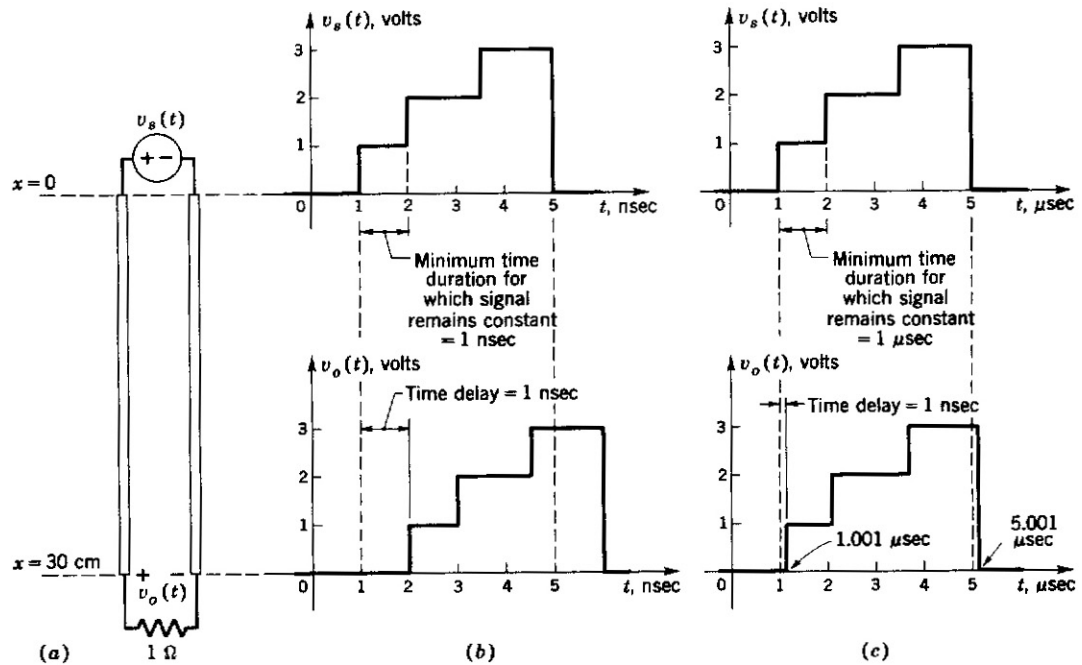 v_s(t)
+ −
x = 0
x = 30 cm
+ −
v_o(t)
1 Ω
(a)
v_s(t), volts
3
2
1
0 1 2 3 4 5
t, nsec
Minimum time
duration for
which signal
remains constant
= 1 nsec
v_o(t), volts
Time delay = 1 nsec
3
2
1
0 1 2 3 4 5
t, nsec
(b)
v_s(t), volts
3
2
1
0 1 2 3 4 5
t, μsec
Minimum time
duration for
which signal
remains constant
= 1 μsec
v_o(t), volts
Time delay = 1 nsec
3
2
1
1.001 μsec
5.001
μsec
0 1 2 3 4 5
t, μsec
(c)